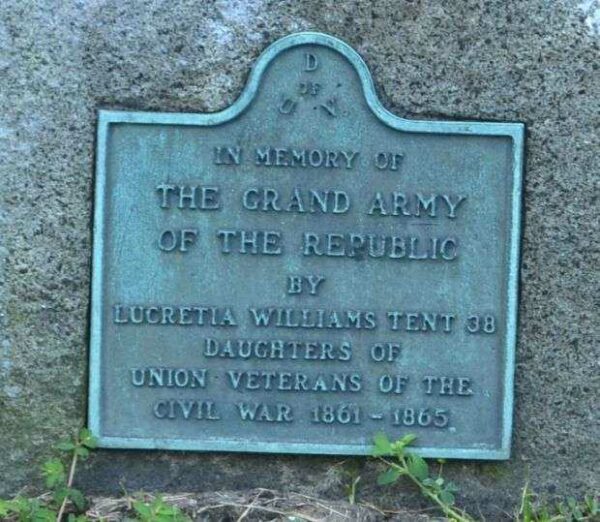 D
OF
U V
IN MEMORY OF
THE GRAND ARMY
OF THE REPUBLIC
BY
LUCRETIA WILLIAMS TENT 38
DAUGHTERS OF
UNION VETERANS OF THE
CIVIL WAR 1861-1865